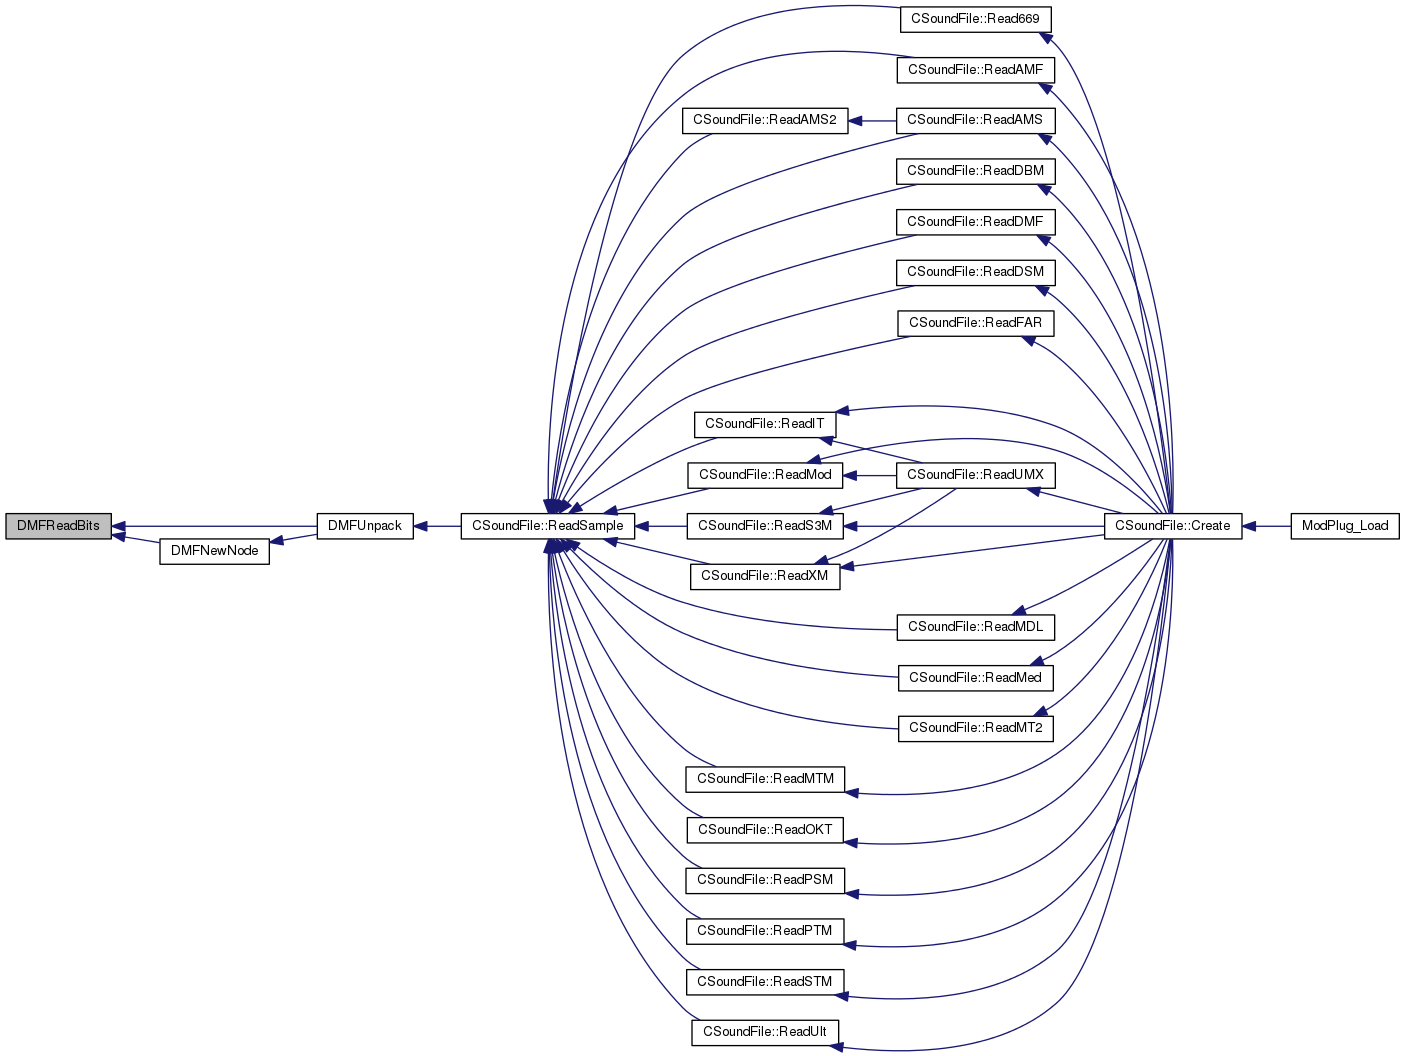 CSoundFile::Read669
CSoundFile::ReadAMF
CSoundFile::ReadAMS2
CSoundFile::ReadAMS
CSoundFile::ReadDBM
CSoundFile::ReadDMF
CSoundFile::ReadDSM
CSoundFile::ReadFAR
CSoundFile::ReadIT
CSoundFile::ReadMod
CSoundFile::ReadUMX
DMFReadBits
DMFUnpack
CSoundFile::ReadSample
CSoundFile::ReadS3M
CSoundFile::Create
ModPlug_Load
DMFNewNode
CSoundFile::ReadXM
CSoundFile::ReadMDL
CSoundFile::ReadMed
CSoundFile::ReadMT2
CSoundFile::ReadMTM
CSoundFile::ReadOKT
CSoundFile::ReadPSM
CSoundFile::ReadPTM
CSoundFile::ReadSTM
CSoundFile::ReadUlt